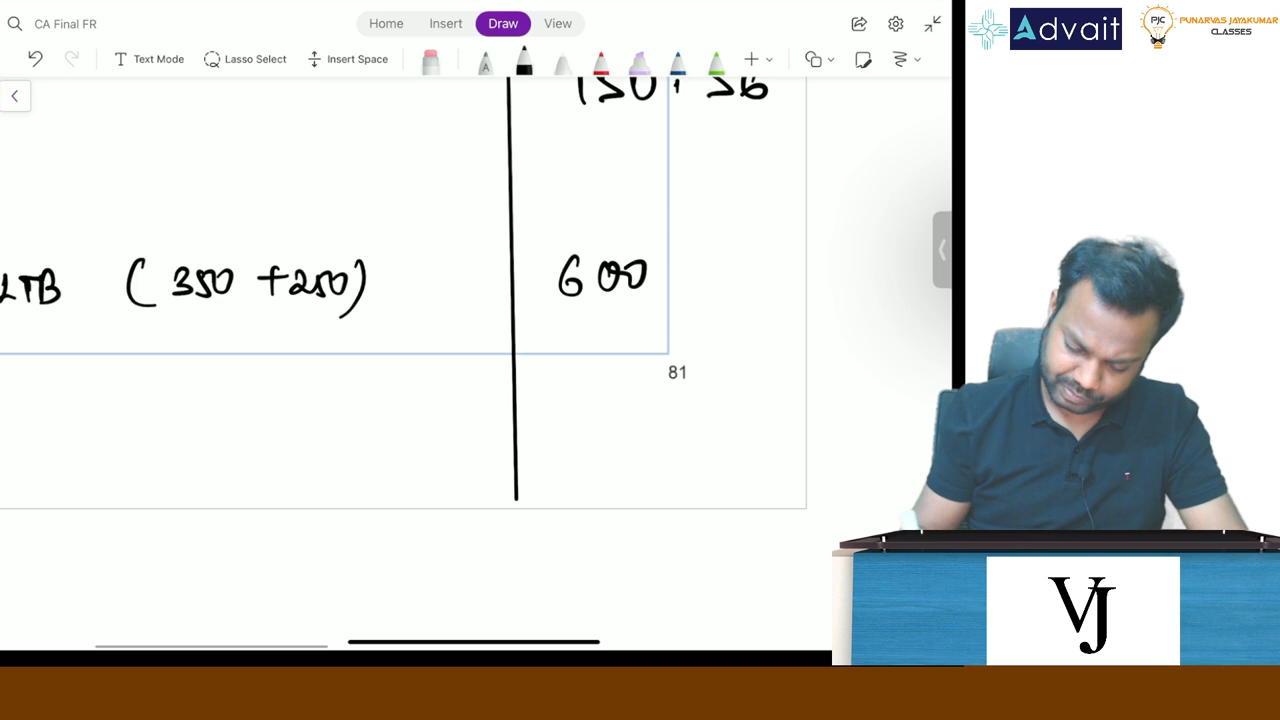 CA Final FR
Home Insert Draw View
Text Mode Lasso Select Insert Space
Advait
PJC
PUNARVAS JAYAKUMAR
CLASSES
LTB (350 + 250) 600
81
VJ